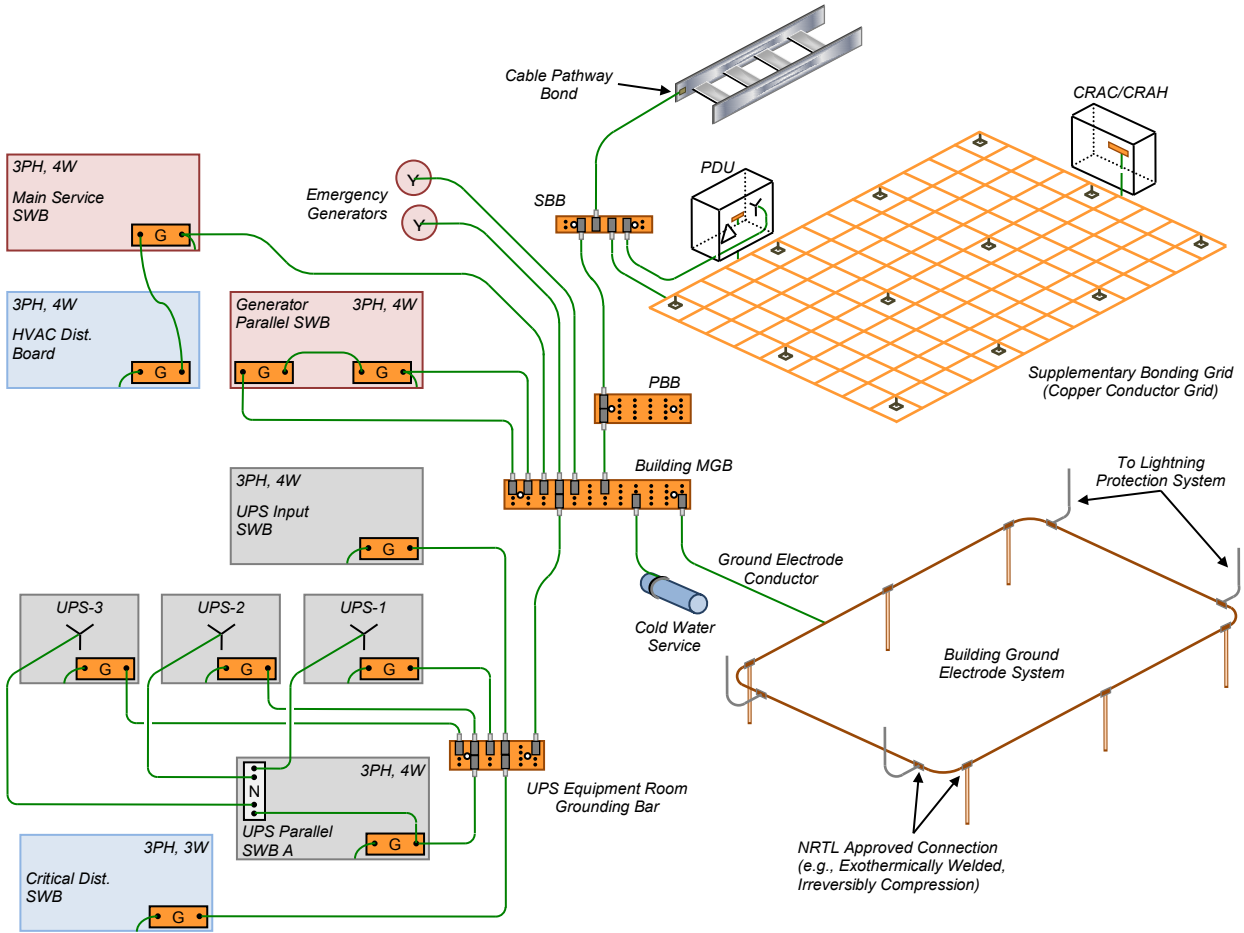 Cable Pathway
Bond
CRAC/CRAH
3PH, 4W
Main Service
SWB
G
Emergency
Generators
Y
Y
PDU
Y
SBB
3PH, 4W
HVAC Dist.
Board
G
Generator
Parallel SWB
3PH, 4W
G
G
PBB
Supplementary Bonding Grid
(Copper Conductor Grid)
Building MGB
To Lightning
Protection System
3PH, 4W
UPS Input
SWB
G
Ground Electrode
Conductor
Cold Water
Service
UPS-3
G
UPS-2
G
UPS-1
G
Building Ground
Electrode System
3PH, 4W
N
UPS Parallel
SWB A
G
UPS Equipment Room
Grounding Bar
3PH, 3W
Critical Dist.
SWB
G
NRTL Approved Connection
(e.g., Exothermically Welded,
Irreversibly Compression)